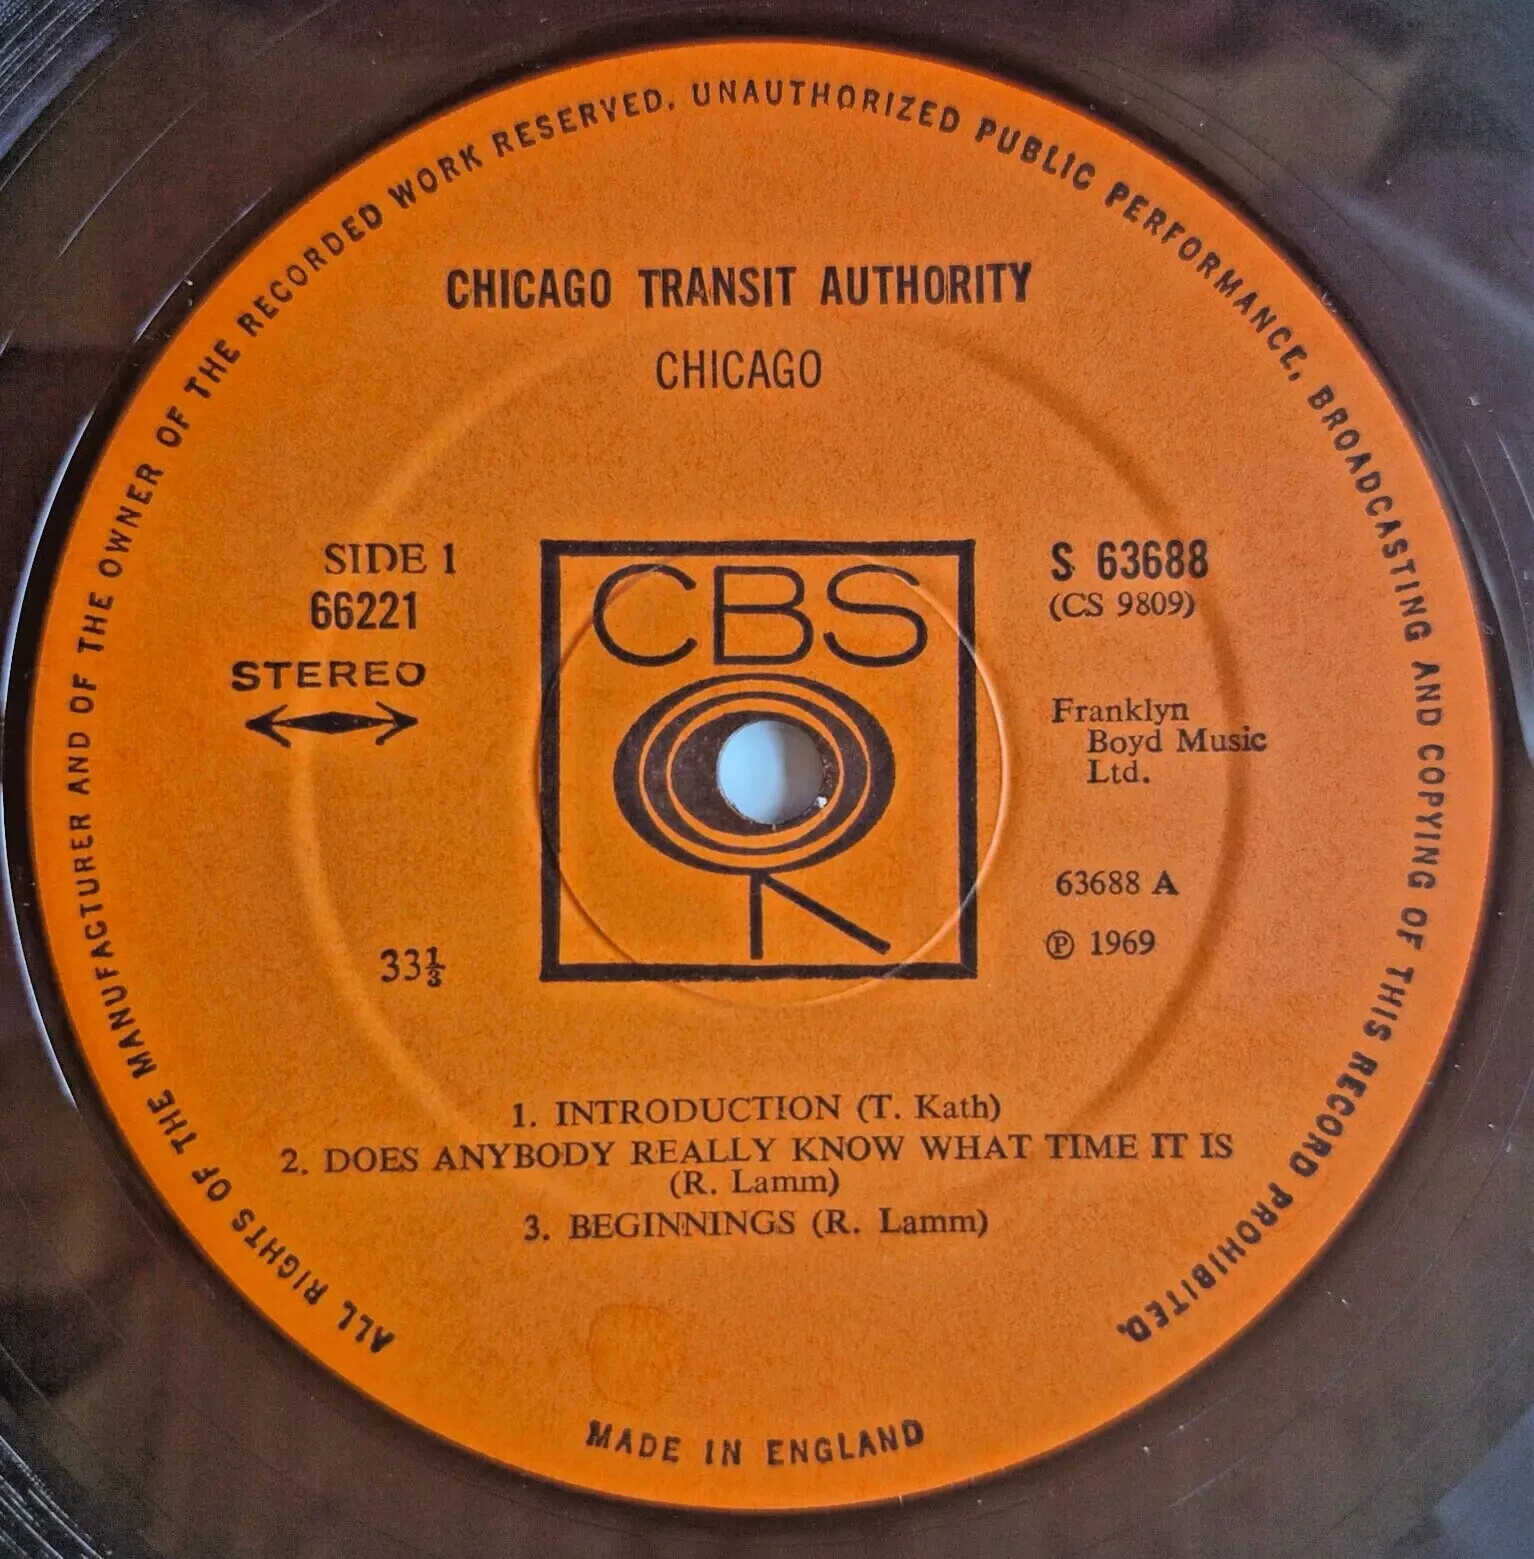 ALL RIGHTS OF THE MANUFACTURER AND OF THE OWNER OF THE RECORDED WORK RESERVED. UNAUTHORIZED PUBLIC PERFORMANCE, BROADCASTING AND COPYING OF THIS RECORD PROHIBITED.
CHICAGO TRANSIT AUTHORITY
CHICAGO
SIDE 1
66221
STEREO
33⅓
CBS
S 63688
(CS 9809)
Franklyn
Boyd Music
Ltd.
63688 A
℗ 1969
1. INTRODUCTION (T. Kath)
2. DOES ANYBODY REALLY KNOW WHAT TIME IT IS
(R. Lamm)
3. BEGINNINGS (R. Lamm)
MADE IN ENGLAND